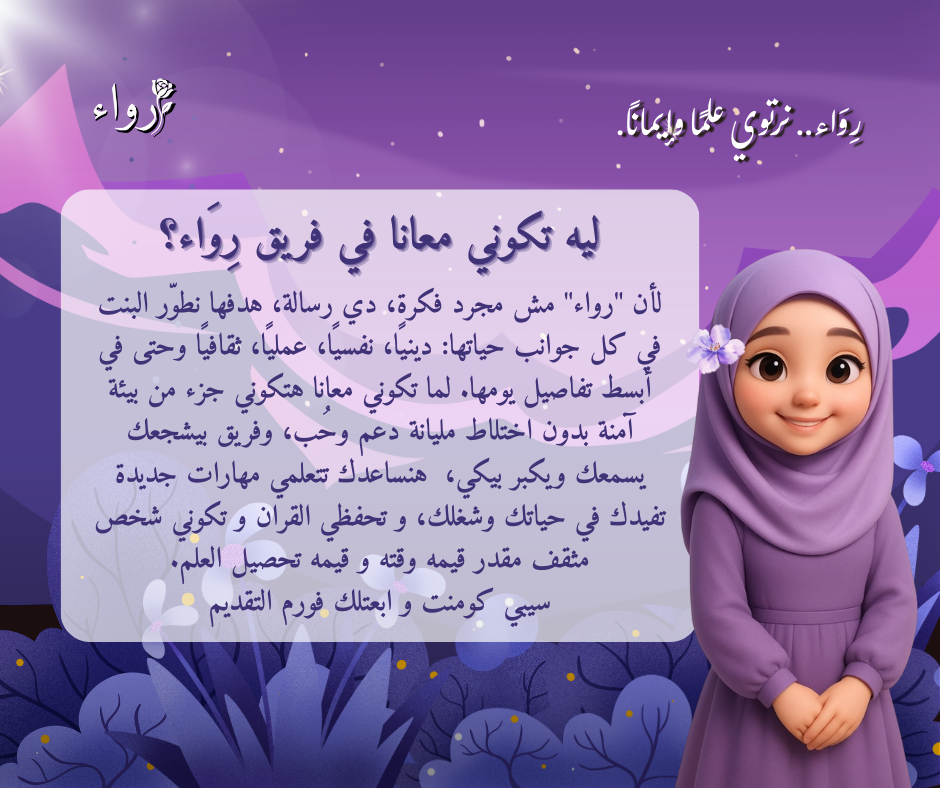 رواء
رِوَاء.. نرتوي علمًا وإيمانًا.
ليه تكوني معانا في فريق رِوَاء؟
لأن "رواء" مش مجرد فكرة، دي رسالة، هدفها نطوّر البنت
في كل جوانب حياتها: دينيًا، نفسيًا، عمليًا، ثقافيًا وحتى في
أبسط تفاصيل يومها. لما تكوني معانا هتكوني جزء من بيئة
آمنة بدون اختلاط مليانة دعم وحُب، وفريق بيشجعك
يسمعك ويكبر بيكي، هنساعدك تتعلمي مهارات جديدة
تفيدك في حياتك وشغلك، و تحفظي القران و تكوني شخص
مثقف مقدر قيمه وقته و قيمه تحصيل العلم.
سيبي كومنت و ابعتلك فورم التقديم